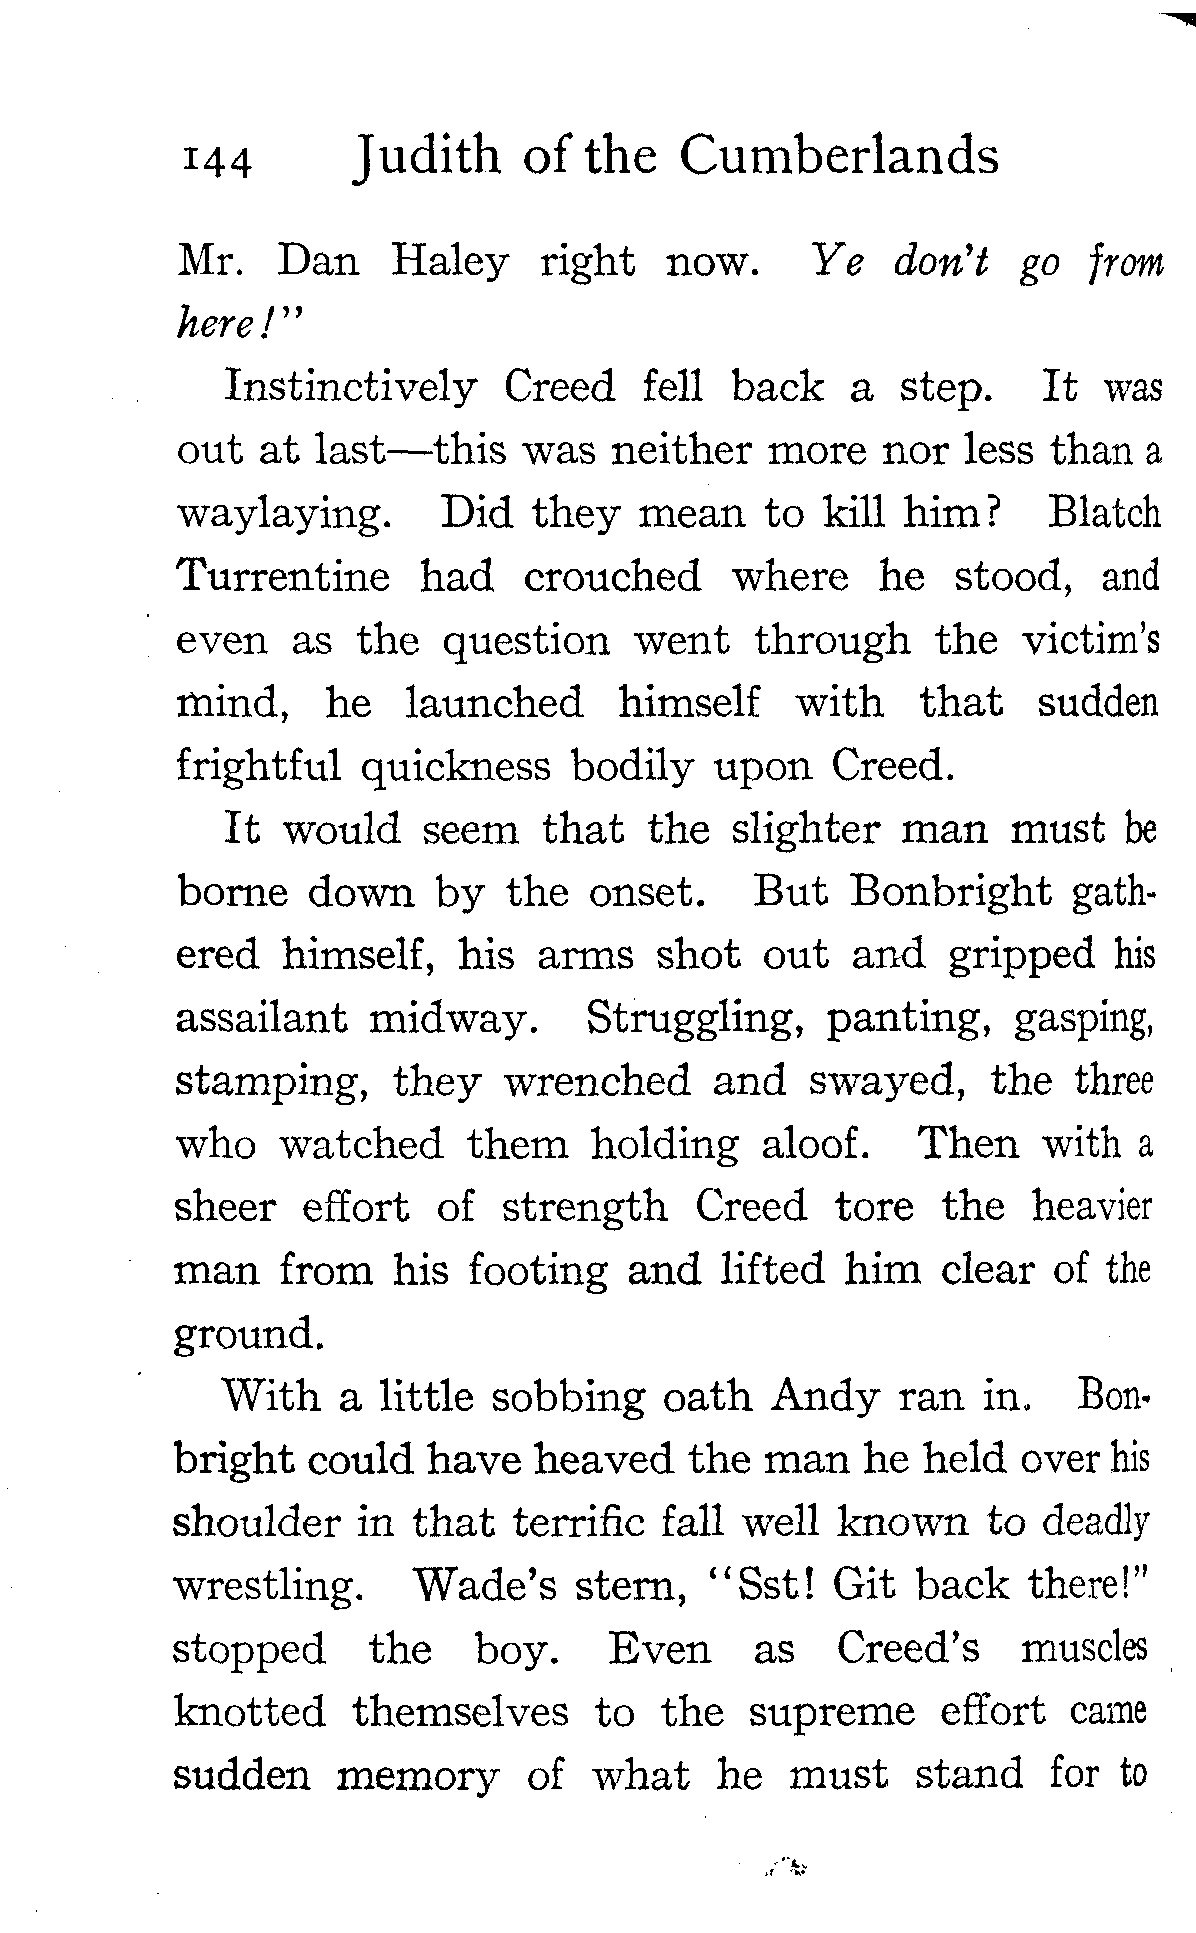 144 Judith of the Cumberlands
Mr. Dan Haley right now. Ye don't go from
here!"
Instinctively Creed fell back a step. It was
out at last—this was neither more nor less than a
waylaying. Did they mean to kill him? Blatch
Turrentine had crouched where he stood, and
even as the question went through the victim's
mind, he launched himself with that sudden
frightful quickness bodily upon Creed.
It would seem that the slighter man must be
borne down by the onset. But Bonbright gath-
ered himself, his arms shot out and gripped his
assailant midway. Struggling, panting, gasping,
stamping, they wrenched and swayed, the three
who watched them holding aloof. Then with a
sheer effort of strength Creed tore the heavier
man from his footing and lifted him clear of the
ground.
With a little sobbing oath Andy ran in. Bon-
bright could have heaved the man he held over his
shoulder in that terrific fall well known to deadly
wrestling. Wade's stern, "Sst! Git back there!"
stopped the boy. Even as Creed's muscles
knotted themselves to the supreme effort came
sudden memory of what he must stand for to